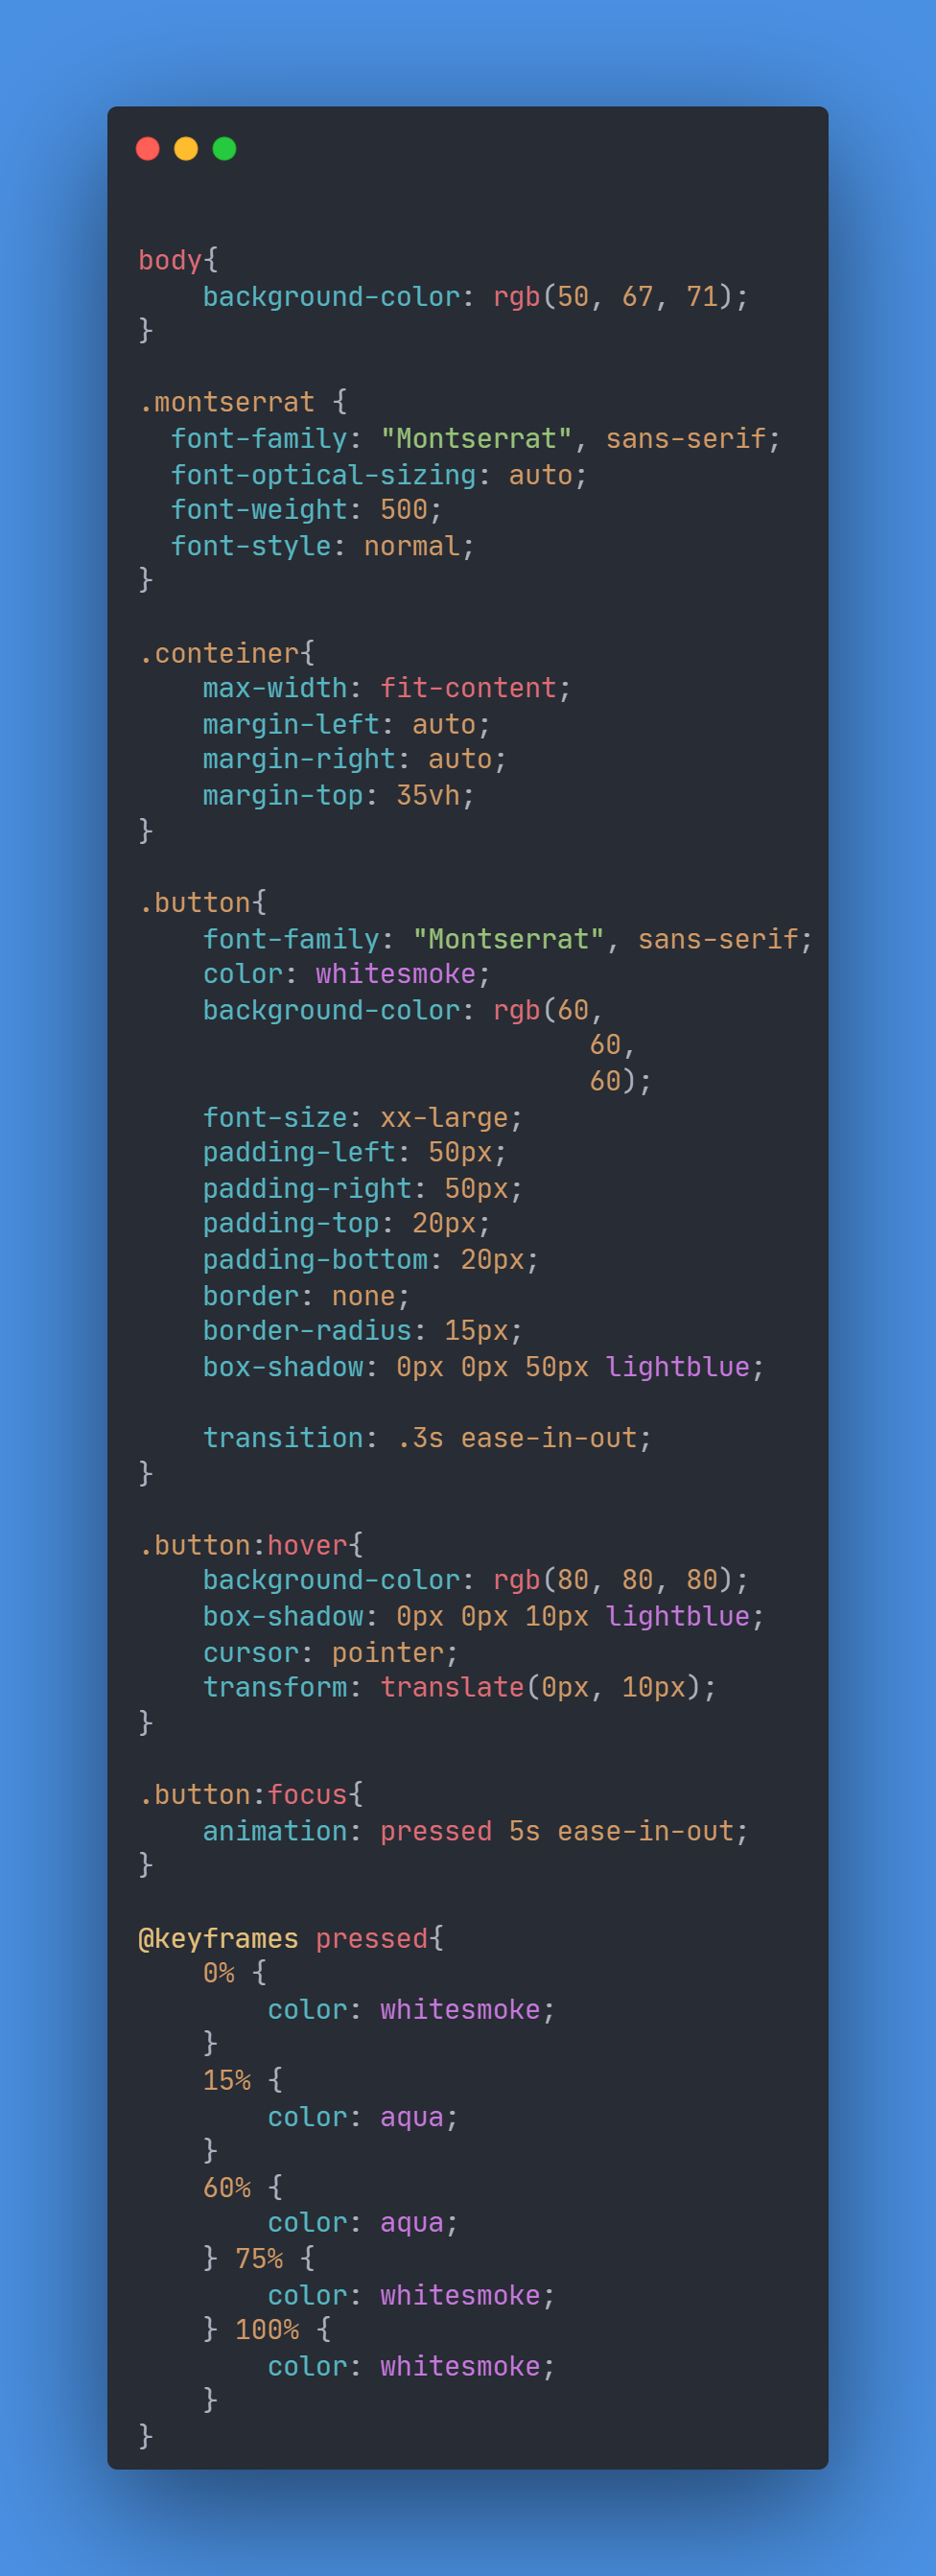 body{
    background-color: rgb(50, 67, 71);
}

.montserrat {
  font-family: "Montserrat", sans-serif;
  font-optical-sizing: auto;
  font-weight: 500;
  font-style: normal;
}

.conteiner{
    max-width: fit-content;
    margin-left: auto;
    margin-right: auto;
    margin-top: 35vh;
}

.button{
    font-family: "Montserrat", sans-serif;
    color: whitesmoke;
    background-color: rgb(60,
                            60,
                            60);
    font-size: xx-large;
    padding-left: 50px;
    padding-right: 50px;
    padding-top: 20px;
    padding-bottom: 20px;
    border: none;
    border-radius: 15px;
    box-shadow: 0px 0px 50px lightblue;

    transition: .3s ease-in-out;
}

.button:hover{
    background-color: rgb(80, 80, 80);
    box-shadow: 0px 0px 10px lightblue;
    cursor: pointer;
    transform: translate(0px, 10px);
}

.button:focus{
    animation: pressed 5s ease-in-out;
}

@keyframes pressed{
    0% {
        color: whitesmoke;
    }
    15% {
        color: aqua;
    }
    60% {
        color: aqua;
    } 75% {
        color: whitesmoke;
    } 100% {
        color: whitesmoke;
    }
}